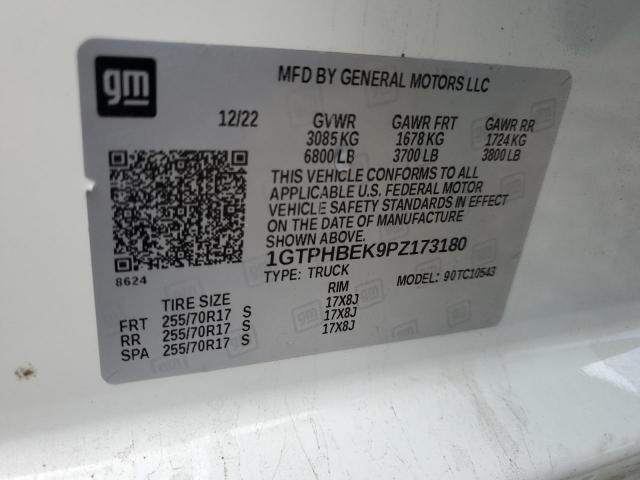 gm
MFD BY GENERAL MOTORS LLC
12/22 GVWR GAWR FRT GAWR RR
3085 KG 1678 KG 1724 KG
6800 LB 3700 LB 3800 LB
THIS VEHICLE CONFORMS TO ALL
APPLICABLE U.S. FEDERAL MOTOR
VEHICLE SAFETY STANDARDS IN EFFECT
ON THE DATE OF MANUFACTURE
SHOWN ABOVE.
1GTPHBEK9PZ173180
8624 TYPE: TRUCK MODEL: 90TC10543
TIRE SIZE RIM
FRT 255/70R17 S 17X8J
RR 255/70R17 S 17X8J
SPA 255/70R17 S 17X8J